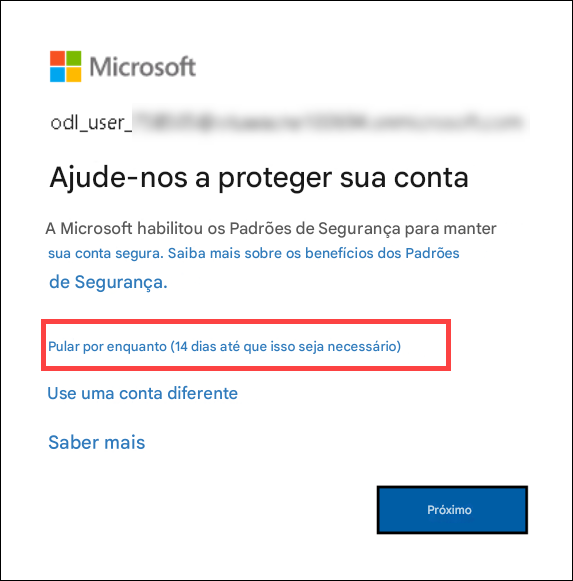 Microsoft
odl_user_
Ajude-nos a proteger sua conta
A Microsoft habilitou os Padrões de Segurança para manter
sua conta segura. Saiba mais sobre os benefícios dos Padrões
de Segurança.
Pular por enquanto (14 dias até que isso seja necessário)
Use uma conta diferente
Saber mais
Próximo